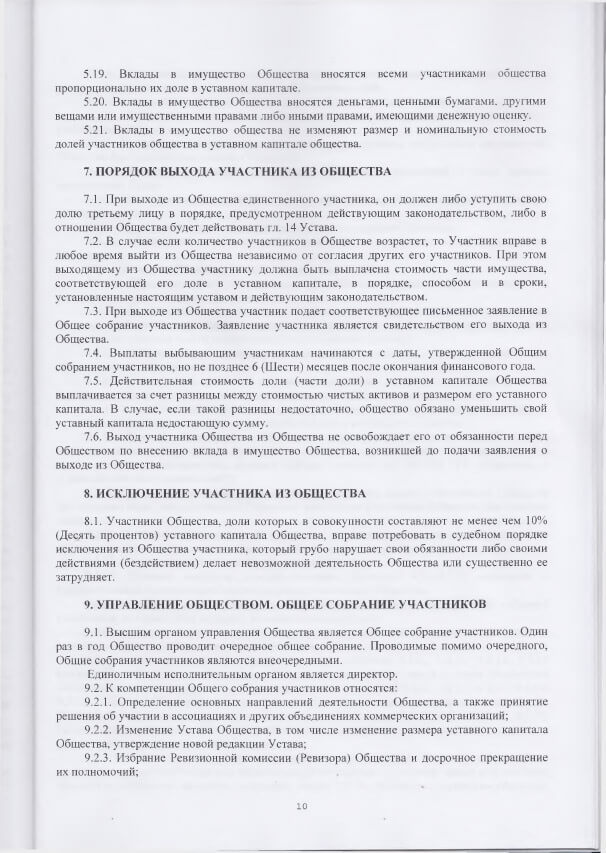 5.19. Вклады в имущество Общества вносятся всеми участниками общества
пропорционально их доле в уставном капитале.
5.20. Вклады в имущество Общества вносятся деньгами, ценными бумагами, другими
вещами или имущественными правами либо иными правами, имеющими денежную оценку.
5.21. Вклады в имущество общества не изменяют размер и номинальную стоимость
долей участников общества в уставном капитале общества.
7. ПОРЯДОК ВЫХОДА УЧАСТНИКА ИЗ ОБЩЕСТВА
7.1. При выходе из Общества единственного участника, он должен либо уступить свою
долю третьему лицу в порядке, предусмотренном действующим законодательством, либо в
отношении Общества будет действовать гл. 14 Устава.
7.2. В случае если количество участников в Обществе возрастет, то Участник вправе в
любое время выйти из Общества независимо от согласия других его участников. При этом
выходящему из Общества участнику должна быть выплачена стоимость части имущества,
соответствующей его доле в уставном капитале, в порядке, способом и в сроки,
установленные настоящим уставом и действующим законодательством.
7.3. При выходе из Общества участник подает соответствующее письменное заявление в
Общее собрание участников. Заявление участника является свидетельством его выхода из
Общества.
7.4. Выплаты выбывающим участникам начинаются с даты, утвержденной Общим
собранием участников, но не позднее 6 (Шести) месяцев после окончания финансового года.
7.5. Действительная стоимость доли (части доли) в уставном капитале Общества
выплачивается за счет разницы между стоимостью чистых активов и размером его уставного
капитала. В случае, если такой разницы недостаточно, общество обязано уменьшить свой
уставный капитала недостающую сумму.
7.6. Выход участника Общества из Общества не освобождает его от обязанности перед
Обществом по внесению вклада в имущество Общества, возникшей до подачи заявления о
выходе из Общества.
8. ИСКЛЮЧЕНИЕ УЧАСТНИКА ИЗ ОБЩЕСТВА
8.1. Участники Общества, доли которых в совокупности составляют не менее чем 10%
(Десять процентов) уставного капитала Общества, вправе потребовать в судебном порядке
исключения из Общества участника, который грубо нарушает свои обязанности либо своими
действиями (бездействием) делает невозможной деятельность Общества или существенно ее
затрудняет.
9. УПРАВЛЕНИЕ ОБЩЕСТВОМ. ОБЩЕЕ СОБРАНИЕ УЧАСТНИКОВ
9.1. Высшим органом управления Общества является Общее собрание участников. Один
раз в год Общество проводит очередное общее собрание. Проводимые помимо очередного,
Общие собрания участников являются внеочередными.
Единоличным исполнительным органом является директор.
9.2. К компетенции Общего собрания участников относятся:
9.2.1. Определение основных направлений деятельности Общества, а также принятие
решения об участии в ассоциациях и других объединениях коммерческих организаций;
9.2.2. Изменение Устава Общества, в том числе изменение размера уставного капитала
Общества, утверждение новой редакции Устава;
9.2.3. Избрание Ревизионной комиссии (Ревизора) Общества и досрочное прекращение
их полномочий;
10